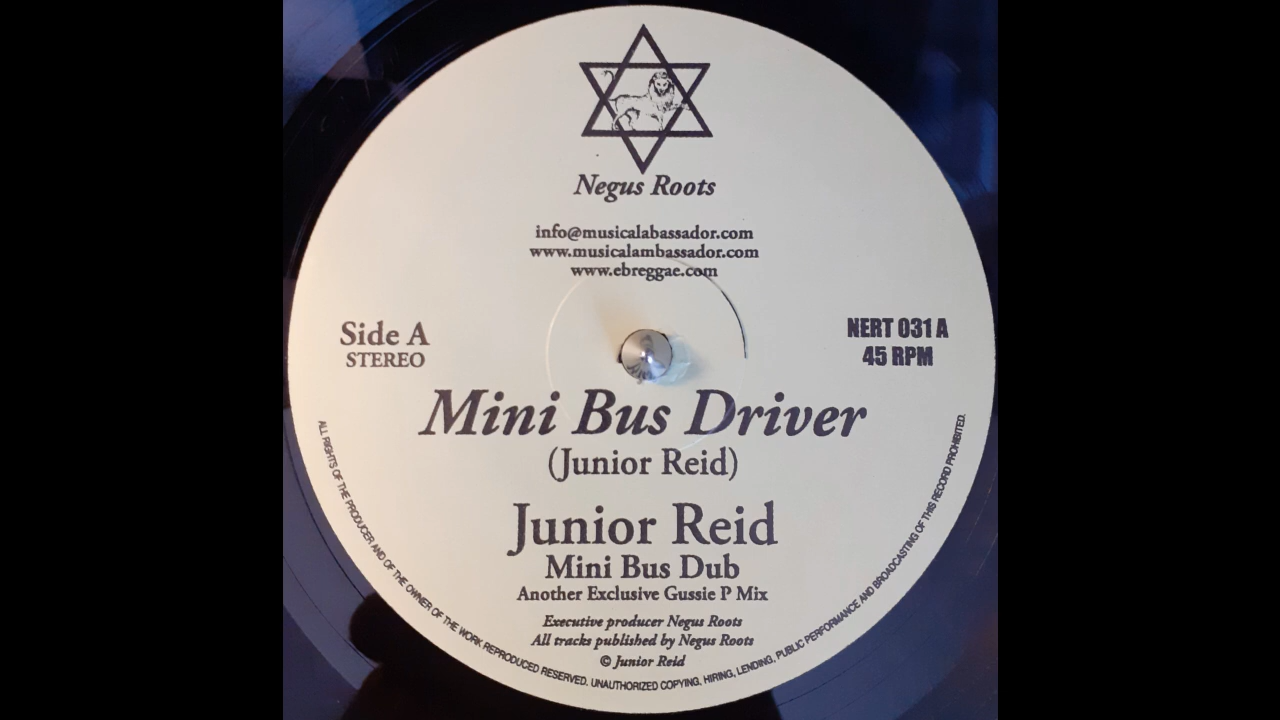 Negus Roots
info@musicalabassador.com
www.musicalambassador.com
www.ebreggae.com
Side A
STEREO
NERT 031 A
45 RPM
Mini Bus Driver
(Junior Reid)
Junior Reid
Mini Bus Dub
Another Exclusive Gussie P Mix
Executive producer Negus Roots
All tracks published by Negus Roots
© Junior Reid
ALL RIGHTS OF THE PRODUCER AND OF THE OWNER OF THE WORK REPRODUCED RESERVED. UNAUTHORIZED COPYING, HIRING, LENDING, PUBLIC PERFORMANCE AND BROADCASTING OF THIS RECORD PROHIBITED.